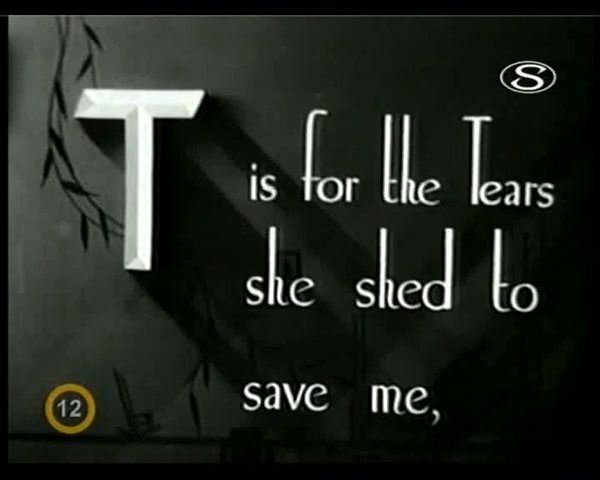 S
T
is for the Tears
she shed to
save me,
12